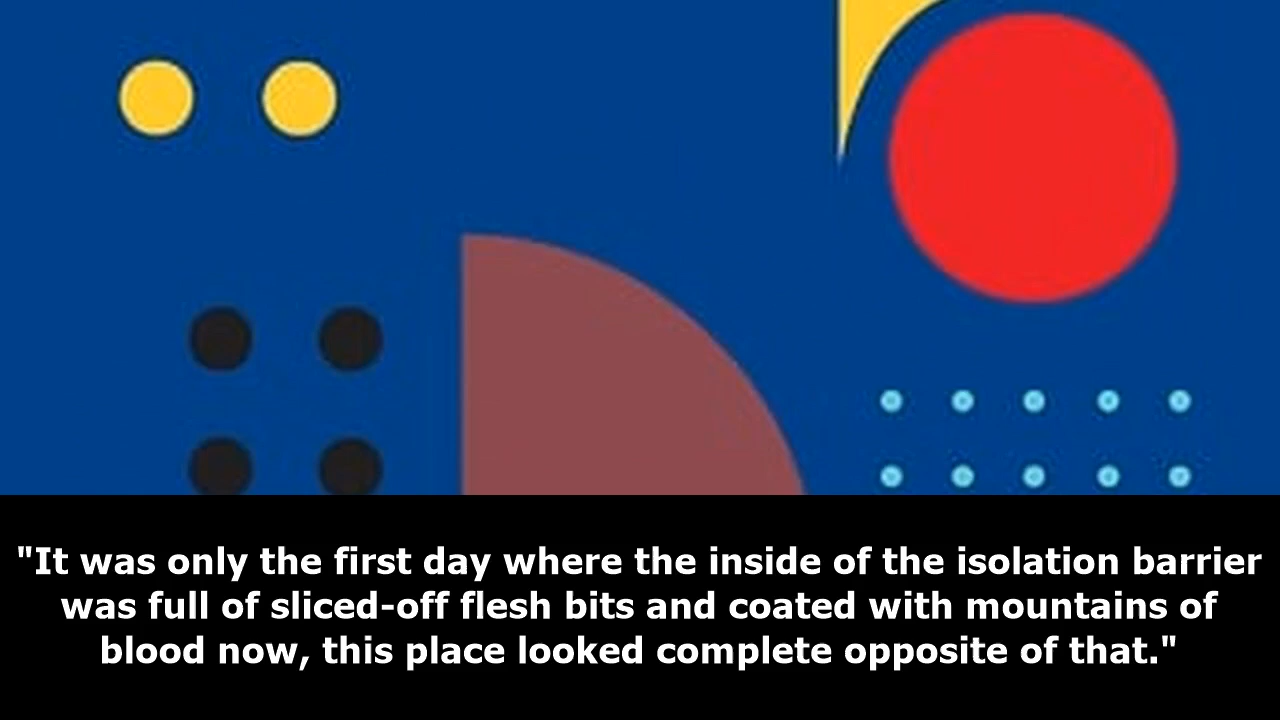 "It was only the first day where the inside of the isolation barrier
was full of sliced-off flesh bits and coated with mountains of
blood now, this place looked complete opposite of that."